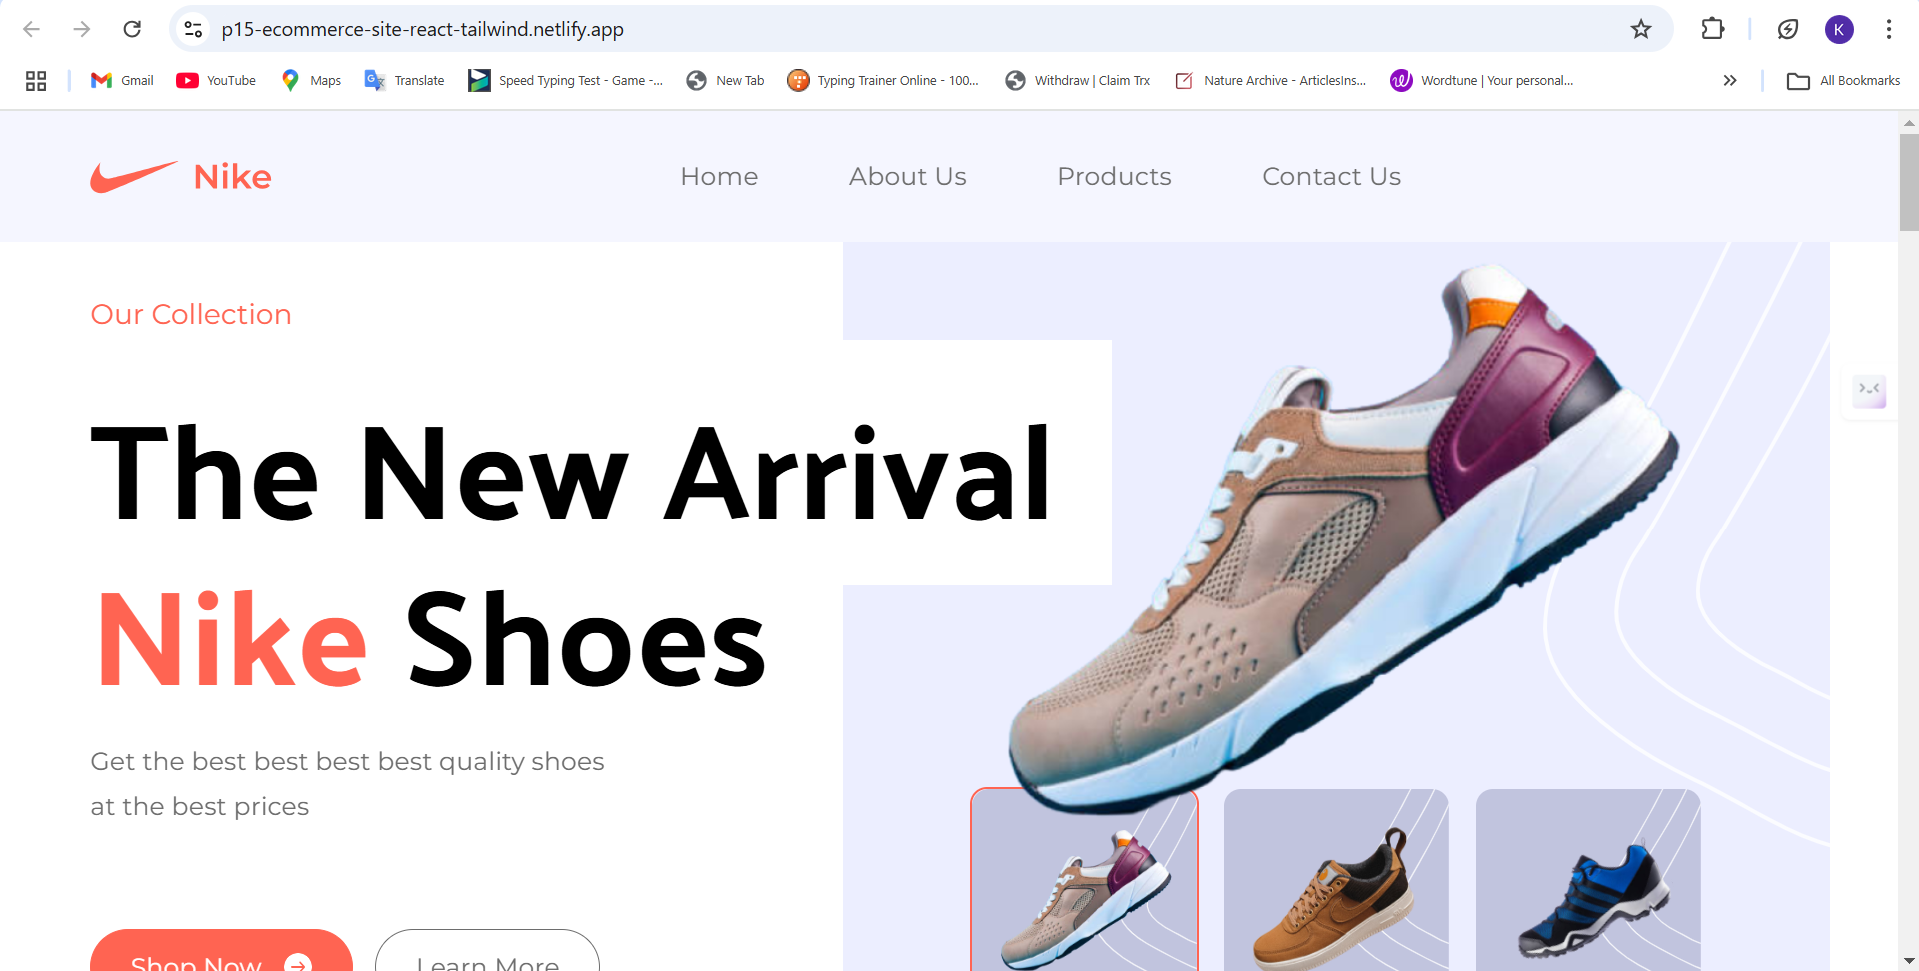 p15-ecommerce-site-react-tailwind.netlify.app
K
Gmail
YouTube
Maps
Translate
Speed Typing Test - Game -...
New Tab
Typing Trainer Online - 100...
Withdraw | Claim Trx
Nature Archive - ArticlesIns...
Wordtune | Your personal...
All Bookmarks
Nike
Home
About Us
Products
Contact Us
Our Collection
The New Arrival
Nike Shoes
Get the best best best best quality shoes
at the best prices
Shop Now
Learn More